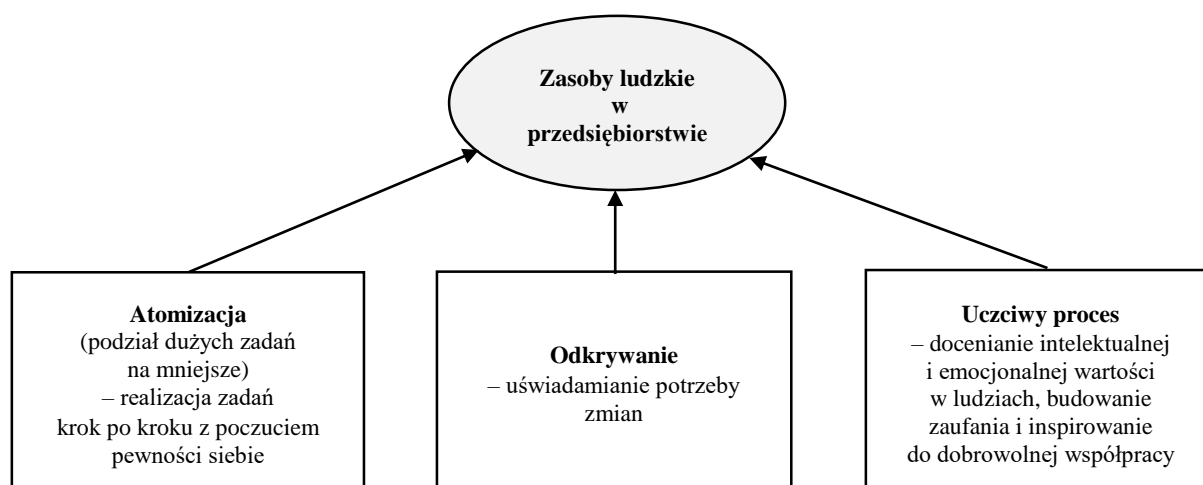 Zasoby ludzkie
w
przedsiębiorstwie
Atomizacja
(podział dużych zadań
na mniejsze)
– realizacja zadań
krok po kroku z poczuciem
pewności siebie
Odkrywanie
– uświadamianie potrzeby
zmian
Uczciwy proces
– docenianie intelektualnej
i emocjonalnej wartości
w ludziach, budowanie
zaufania i inspirowanie
do dobrowolnej współpracy